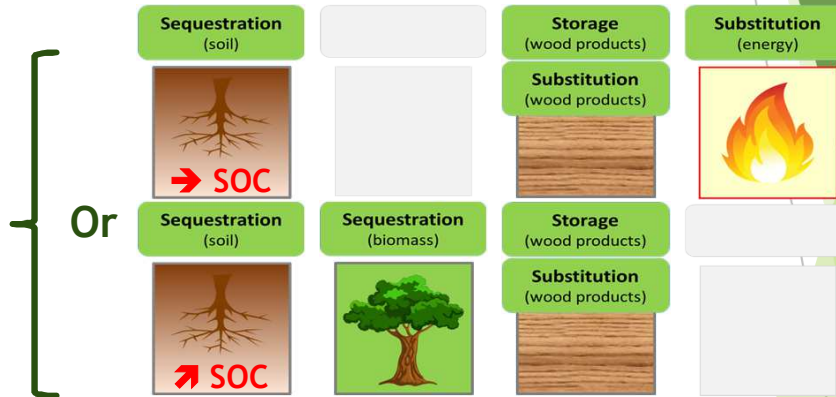 Sequestration
(soil)
Storage
(wood products)
Substitution
(energy)
Substitution
(wood products)
➔ SOC
Or
Sequestration
(soil)
Sequestration
(biomass)
Storage
(wood products)
Substitution
(wood products)
🡵 SOC